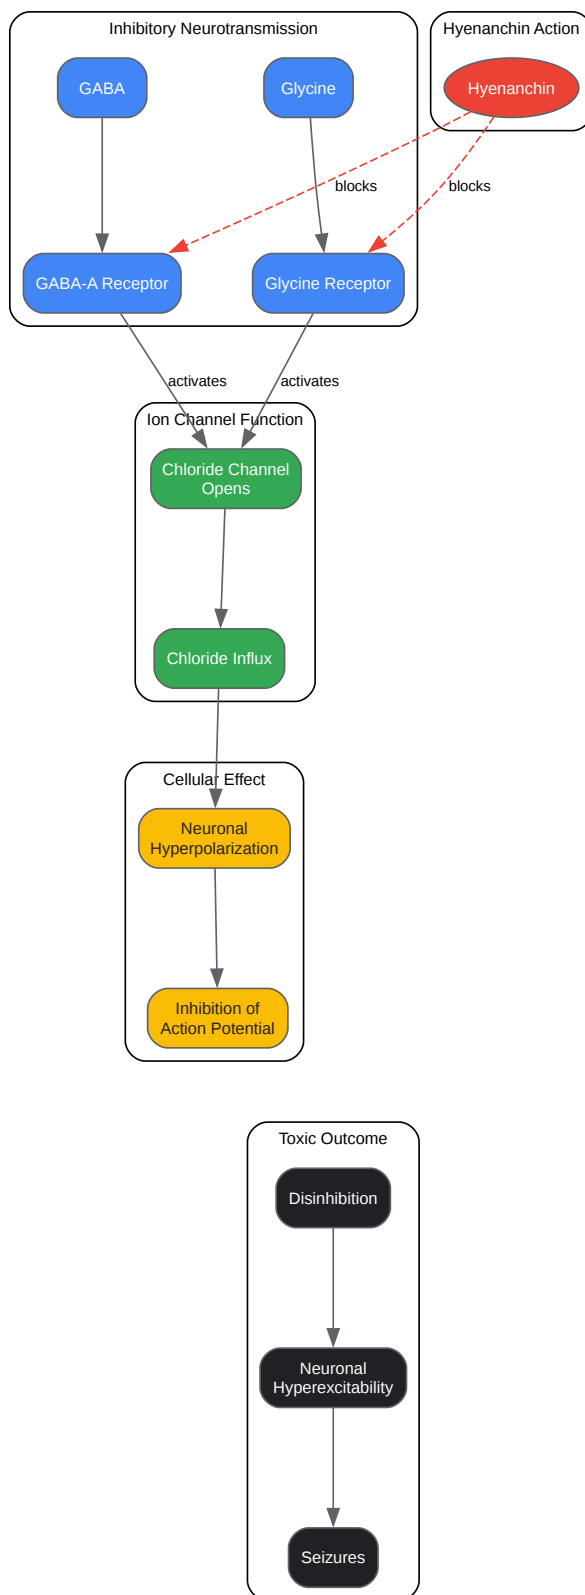 Inhibitory Neurotransmission
Hyenanchin Action
GABA
Glycine
Hyenanchin
blocks
blocks
GABA-A Receptor
Glycine Receptor
activates
activates
Ion Channel Function
Chloride Channel
Opens
Chloride Influx
Cellular Effect
Neuronal
Hyperpolarization
Inhibition of
Action Potential
Toxic Outcome
Disinhibition
Neuronal
Hyperexcitability
Seizures